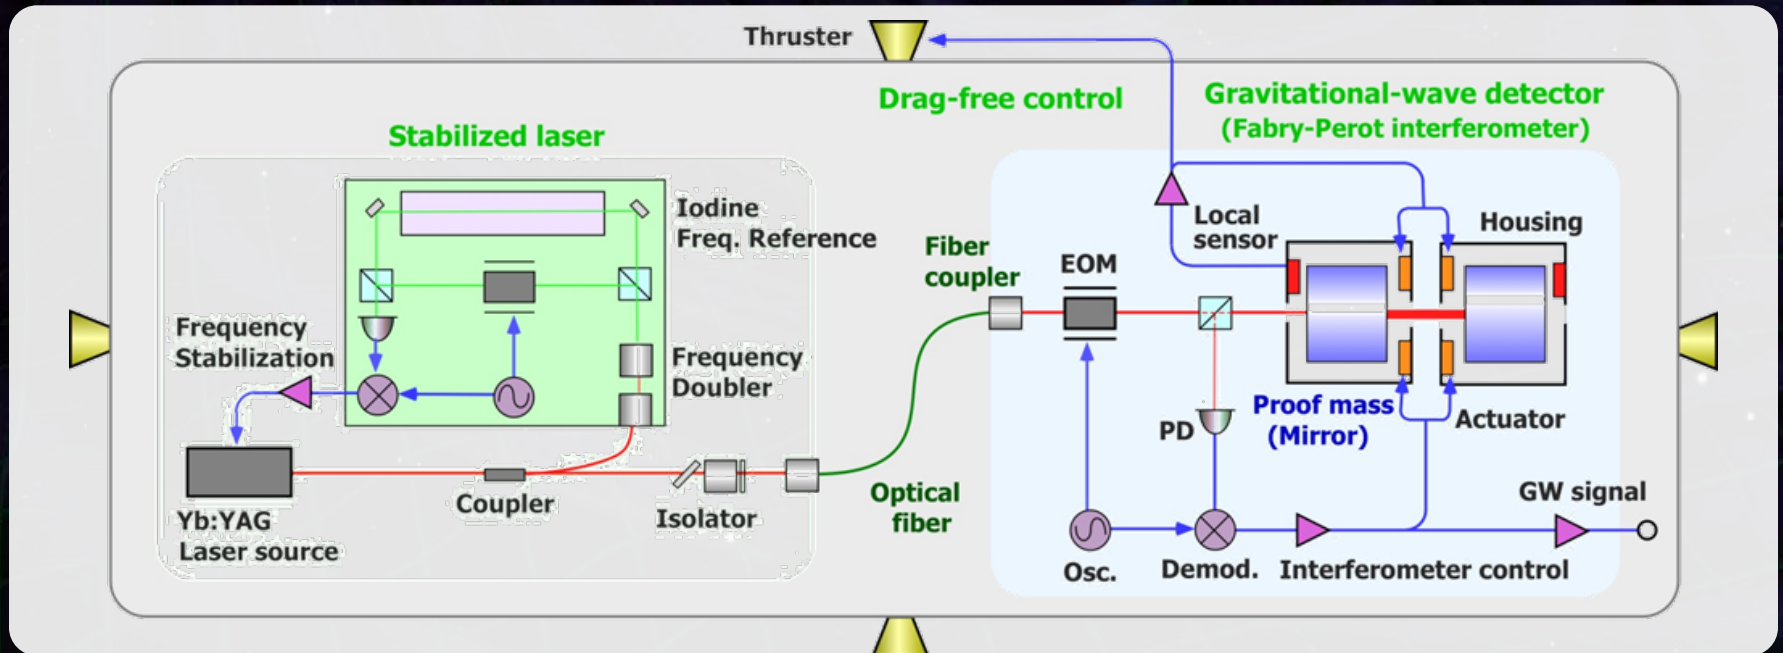 Thruster
Drag-free control
Gravitational-wave detector
(Fabry-Perot interferometer)
Stabilized laser
Iodine
Freq. Reference
Local
sensor
Housing
Fiber
coupler
EOM
Frequency
Stabilization
Frequency
Doubler
Proof mass
(Mirror)
Actuator
PD
Coupler
Isolator
Optical
fiber
GW signal
Yb:YAG
Laser source
Osc.
Demod.
Interferometer control